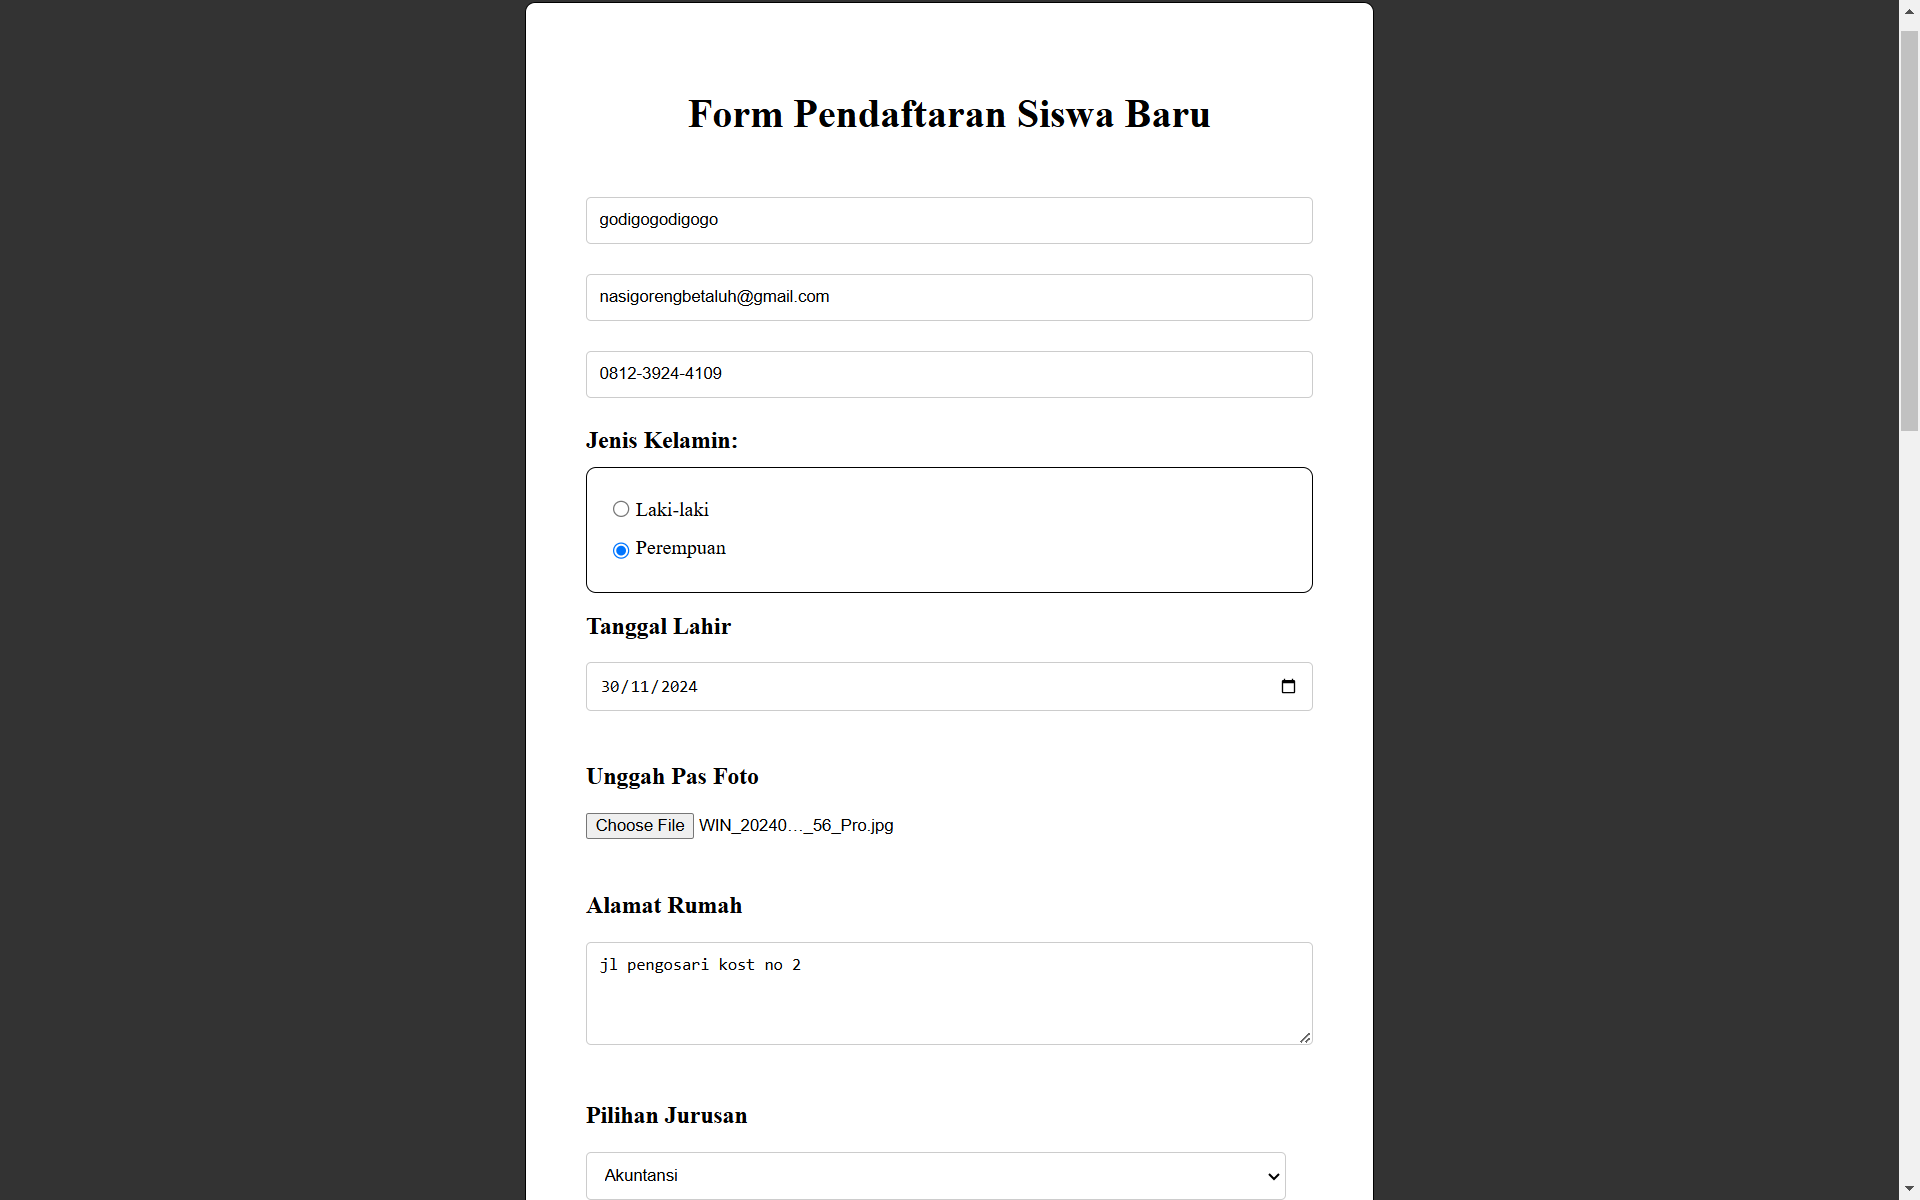 Form Pendaftaran Siswa Baru
godigogodigogo
nasigorengbetaluh@gmail.com
0812-3924-4109
Jenis Kelamin:
Laki-laki
Perempuan
Tanggal Lahir
30/11/2024
Unggah Pas Foto
Choose File WIN_20240..._56_Pro.jpg
Alamat Rumah
jl pengosari kost no 2
Pilihan Jurusan
Akuntansi